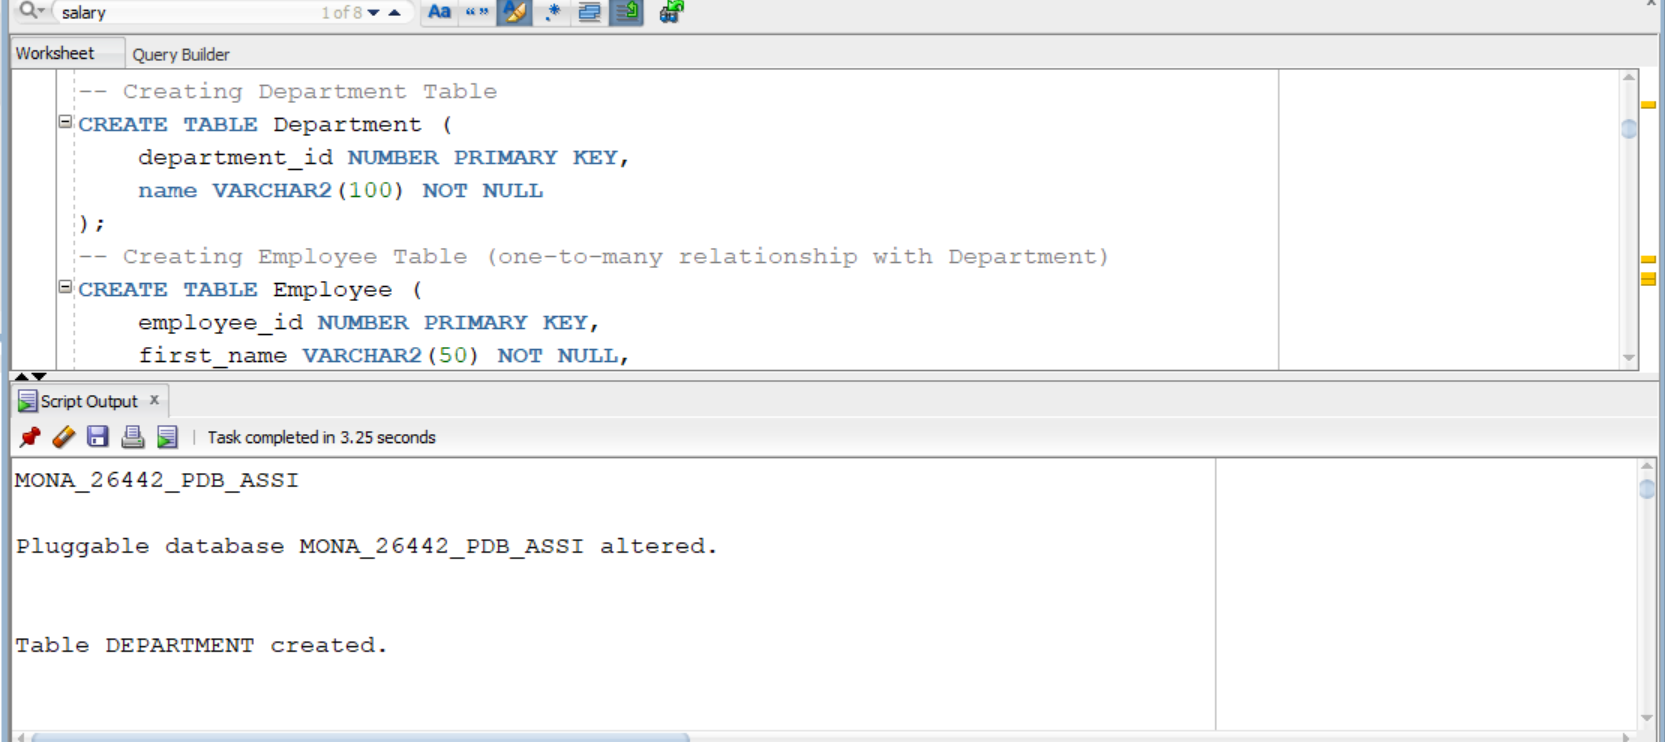 salary 1 of 8 Aa “”  .*
Worksheet Query Builder
-- Creating Department Table
CREATE TABLE Department (
    department_id NUMBER PRIMARY KEY,
    name VARCHAR2(100) NOT NULL
);
-- Creating Employee Table (one-to-many relationship with Department)
CREATE TABLE Employee (
    employee_id NUMBER PRIMARY KEY,
    first_name VARCHAR2(50) NOT NULL,
Script Output x
Task completed in 3.25 seconds
MONA_26442_PDB_ASSI
Pluggable database MONA_26442_PDB_ASSI altered.
Table DEPARTMENT created.